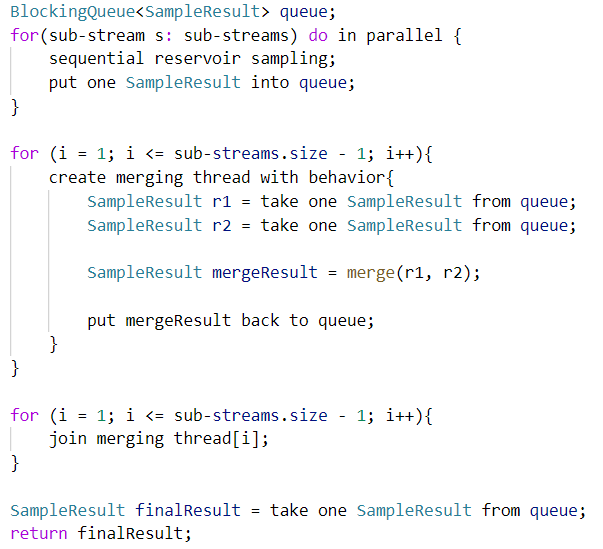 BlockingQueue<SampleResult> queue;
for(sub-stream s: sub-streams) do in parallel {
    sequential reservoir sampling;
    put one SampleResult into queue;
}

for (i = 1; i <= sub-streams.size - 1; i++){
    create merging thread with behavior{
        SampleResult r1 = take one SampleResult from queue;
        SampleResult r2 = take one SampleResult from queue;

        SampleResult mergeResult = merge(r1, r2);

        put mergeResult back to queue;
    }
}

for (i = 1; i <= sub-streams.size - 1; i++){
    join merging thread[i];
}

SampleResult finalResult = take one SampleResult from queue;
return finalResult;